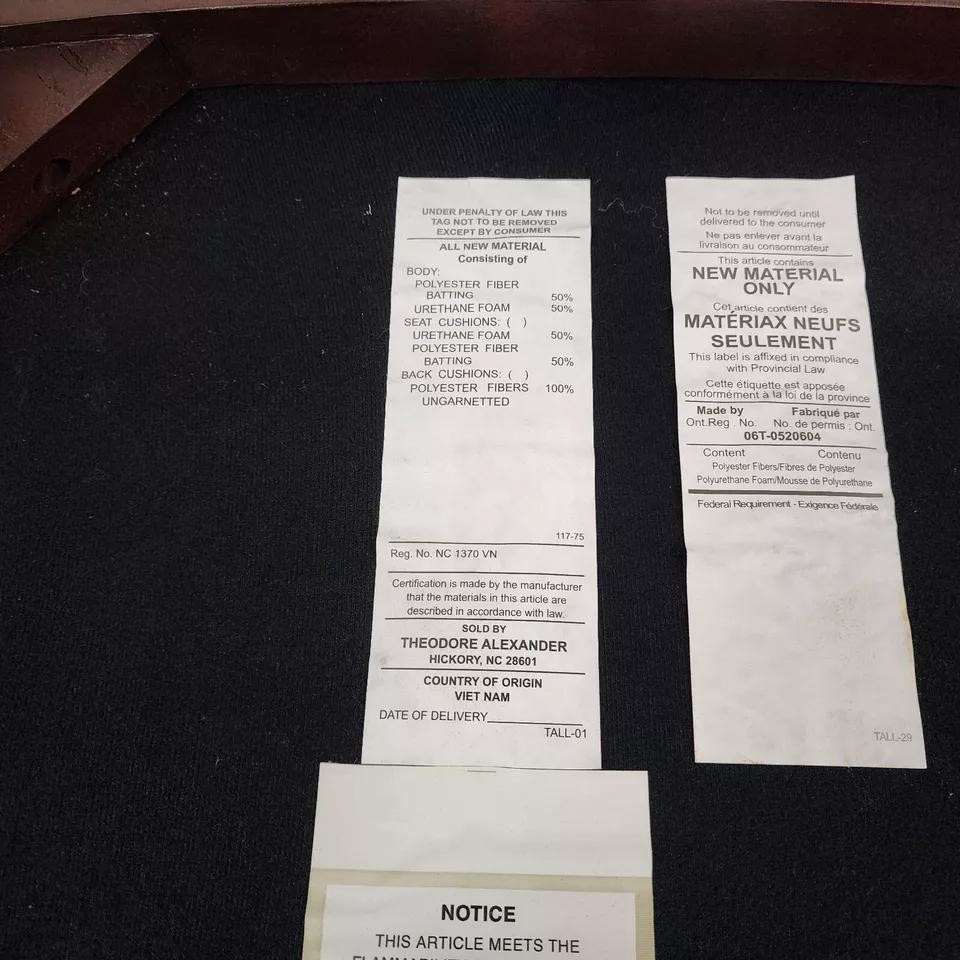 UNDER PENALTY OF LAW THIS
TAG NOT TO BE REMOVED
EXCEPT BY CONSUMER
ALL NEW MATERIAL
Consisting of
BODY:
POLYESTER FIBER
BATTING 50%
URETHANE FOAM 50%
SEAT CUSHIONS: ( )
URETHANE FOAM 50%
POLYESTER FIBER
BATTING 50%
BACK CUSHIONS: ( )
POLYESTER FIBERS 100%
UNGARNETTED
117-75
Reg. No. NC 1370 VN
Certification is made by the manufacturer
that the materials in this article are
described in accordance with law.
SOLD BY
THEODORE ALEXANDER
HICKORY, NC 28601
COUNTRY OF ORIGIN
VIET NAM
DATE OF DELIVERY
TALL-01
NOTICE
THIS ARTICLE MEETS THE
Not to be removed until
delivered to the consumer
Ne pas enlever avant la
livraison au consommateur
This article contains
NEW MATERIAL
ONLY
Cet article contient des
MATÉRIAX NEUFS
SEULEMENT
This label is affixed in compliance
with Provincial Law
Cette étiquette est apposée
conformément à la loi de la province
Made by Fabriqué par
Ont.Reg . No. No. de permis : Ont.
06T-0520604
Content Contenu
Polyester Fibers/Fibres de Polyester
Polyurethane Foam/Mousse de Polyurethane
Federal Requirement - Exigence Fédérale
TALL-29